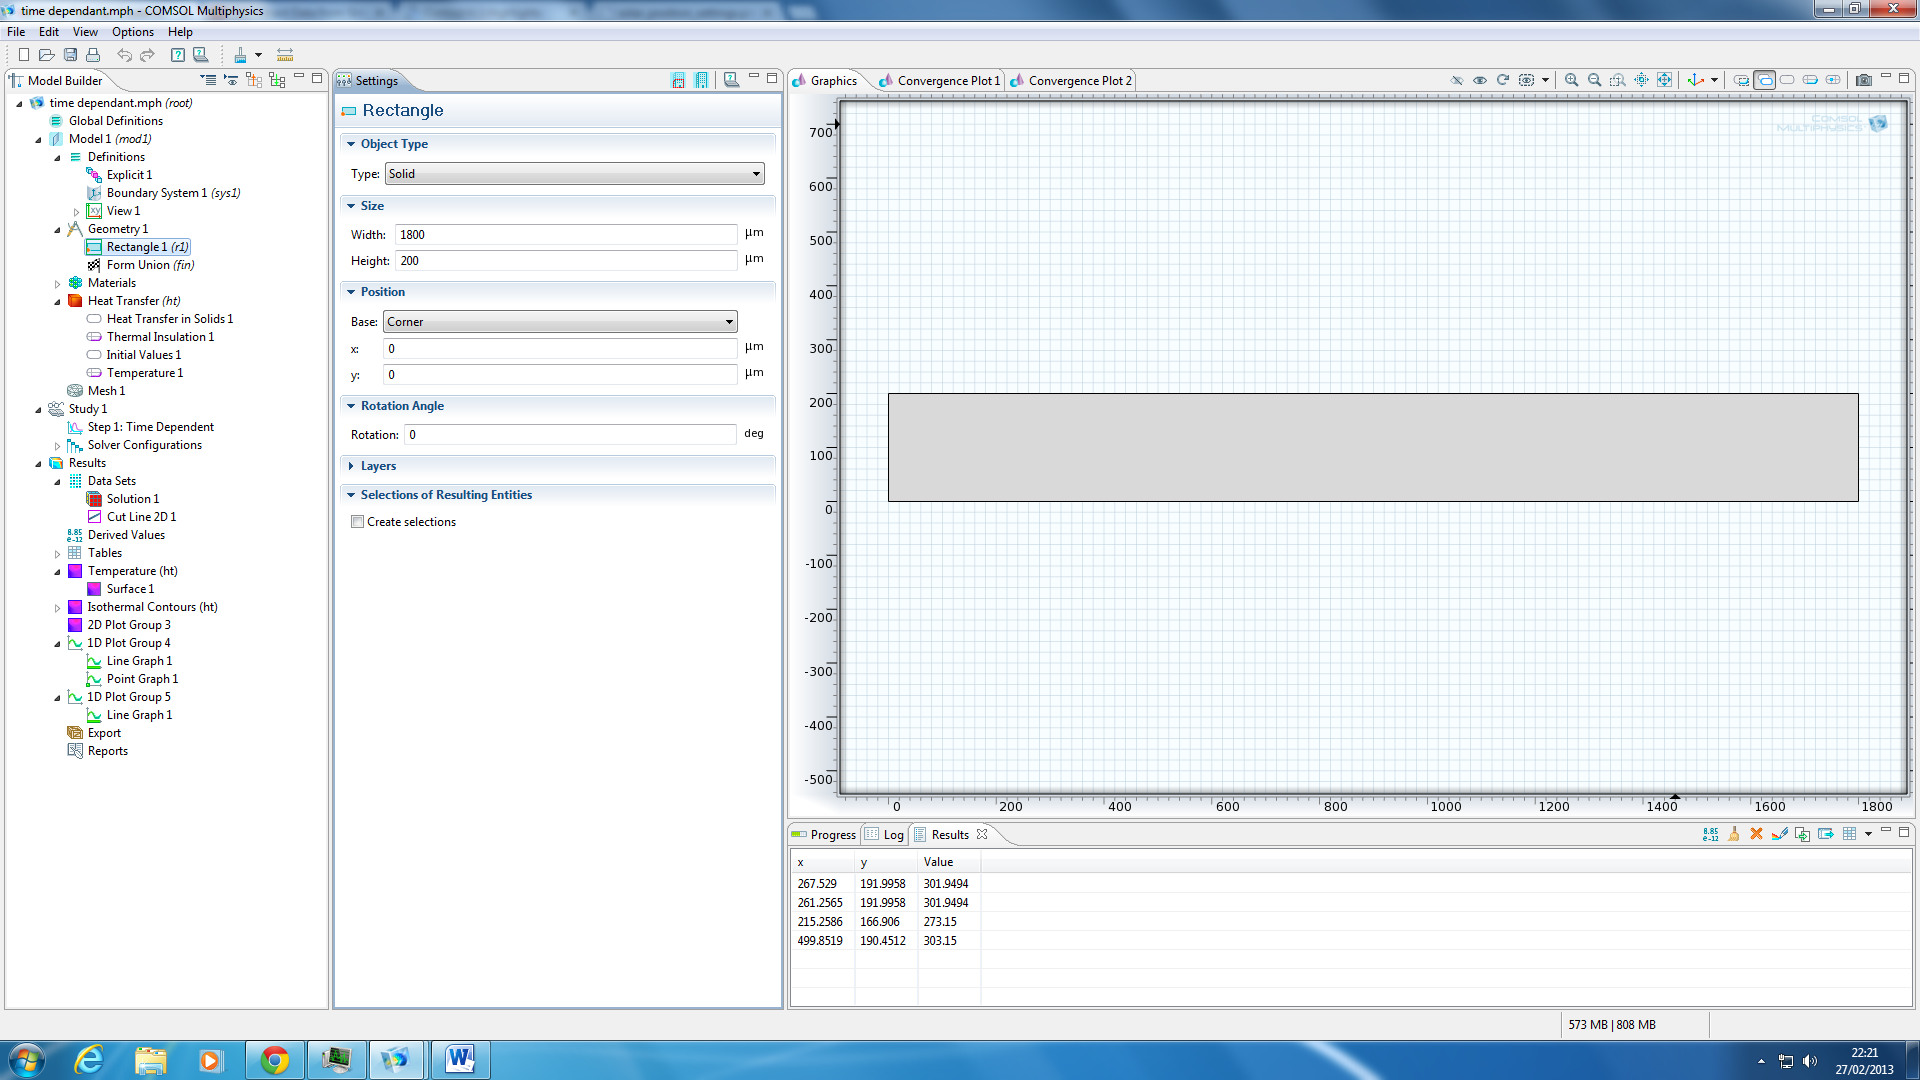 time dependant.mph - COMSOL Multiphysics
File Edit View Options Help
Model Builder
time dependant.mph (root)
Global Definitions
Model 1 (mod1)
Definitions
Explicit 1
Boundary System 1 (sys1)
View 1
Geometry 1
Rectangle 1 (r1)
Form Union (fin)
Materials
Heat Transfer (ht)
Heat Transfer in Solids 1
Thermal Insulation 1
Initial Values 1
Temperature 1
Mesh 1
Study 1
Step 1: Time Dependent
Solver Configurations
Results
Data Sets
Solution 1
Cut Line 2D 1
8.85
e-12
Derived Values
Tables
Temperature (ht)
Surface 1
Isothermal Contours (ht)
2D Plot Group 3
1D Plot Group 4
Line Graph 1
Point Graph 1
1D Plot Group 5
Line Graph 1
Export
Reports
Settings
Rectangle
Object Type
Type: Solid
Size
Width: 1800 µm
Height: 200 µm
Position
Base: Corner
x: 0 µm
y: 0 µm
Rotation Angle
Rotation: 0 deg
Layers
Selections of Resulting Entities
Create selections
Graphics Convergence Plot 1 Convergence Plot 2
COMSOL
MULTIPHYSICS
700
600
500
400
300
200
100
0
-100
-200
-300
-400
-500
0 200 400 600 800 1000 1200 1400 1600 1800
Progress Log Results
8.85
e-12
x y Value
267.529 191.9958 301.9494
261.2565 191.9958 301.9494
215.2586 166.906 273.15
499.8519 190.4512 303.15
573 MB | 808 MB
22:21
27/02/2013